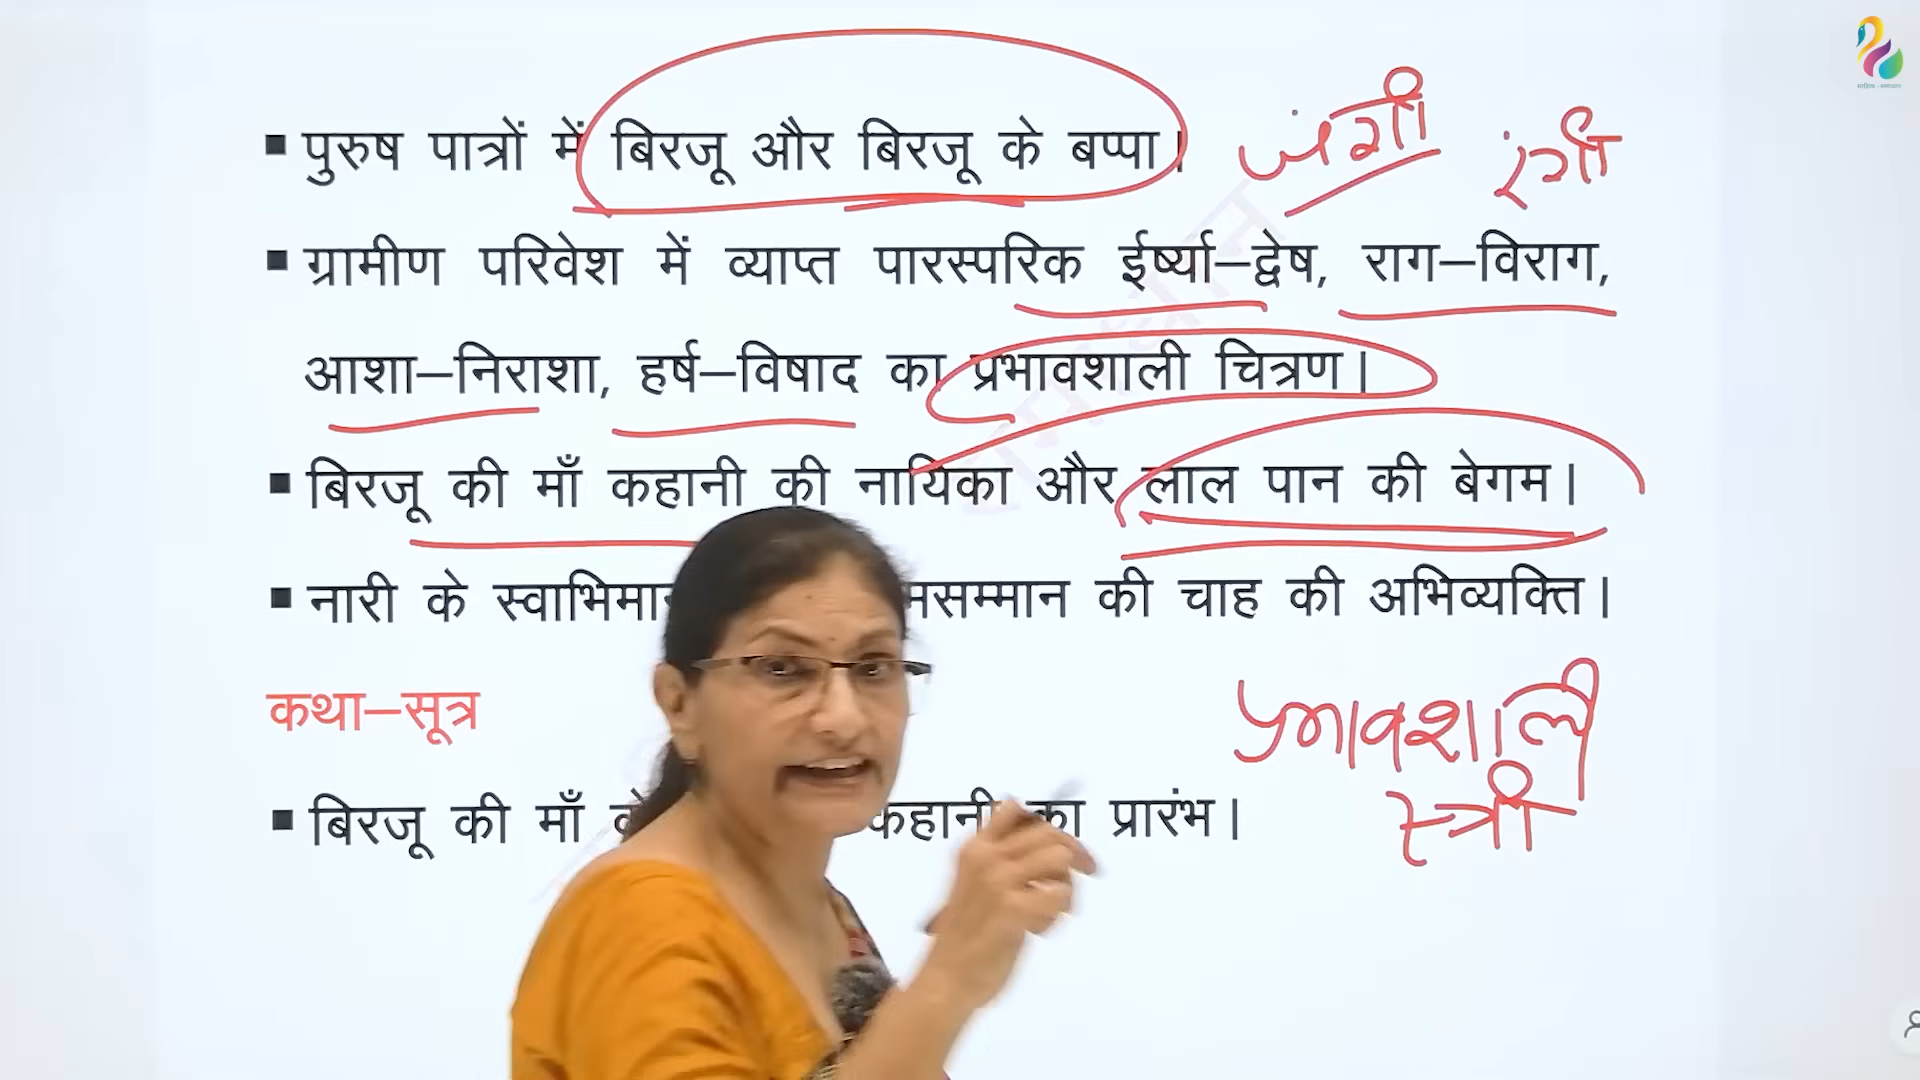 ▪ पुरुष पात्रों में बिरजू और बिरजू के बप्पा। जंगी रंगी
▪ ग्रामीण परिवेश में व्याप्त पारस्परिक ईर्ष्या–द्वेष, राग–विराग,
आशा–निराशा, हर्ष–विषाद का प्रभावशाली चित्रण।
▪ बिरजू की माँ कहानी की नायिका और लाल पान की बेगम।
▪ नारी के मसम्मान की चाह की अभिव्यक्ति।
कथा–सूत्र
प्रभावशाली
स्त्री
▪ बिरजू की माँ कहानी का प्रारंभ।